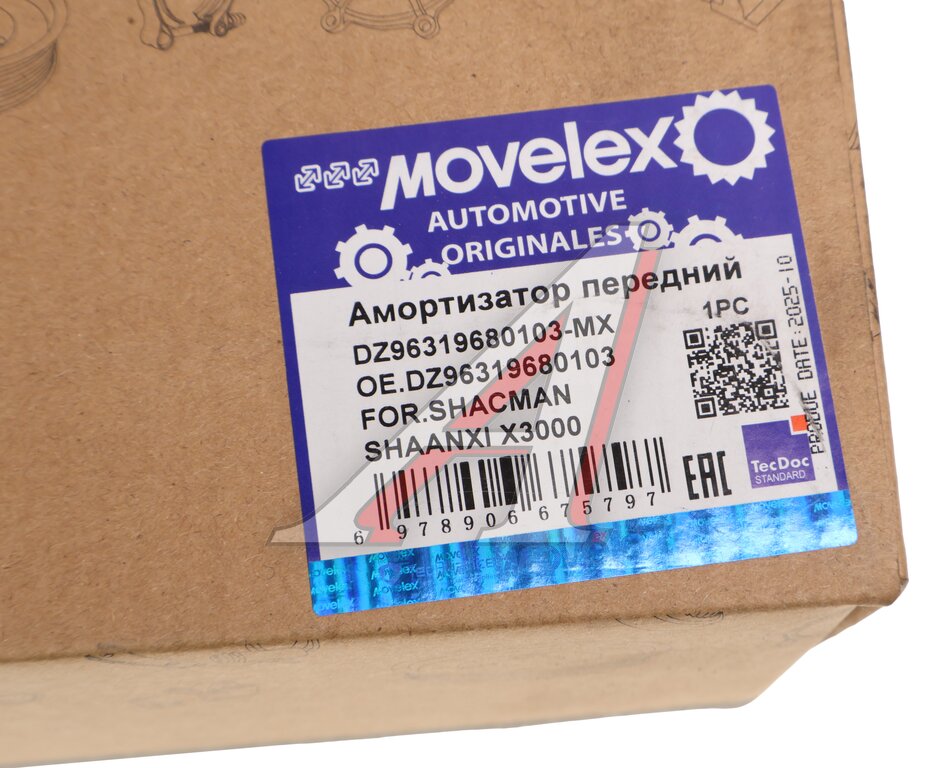 MOVELEX
AUTOMOTIVE
ORIGINALES
Амортизатор передний
DZ96319680103-MX
1PC
OE.DZ96319680103
FOR.SHACMAN
SHAANXI X3000
PRODUE DATE:2025-10
EAC
TecDoc
STANDARD
6 978906 675797